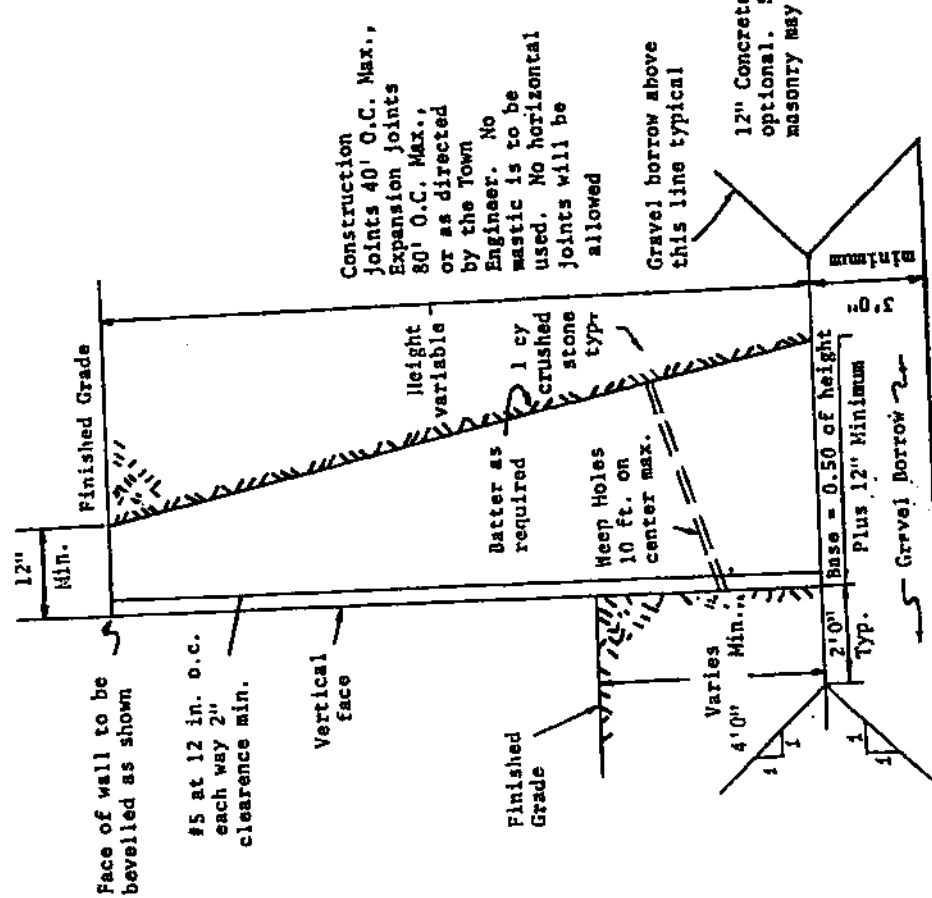 12"
Min.
Finished Grade
Face of wall to be
bevelled as shown
#5 at 12 in. o.c.
each way 2"
clearence min.
Vertical
face
Finished
Grade
Varies
4'0" Min.
Height
variable
Batter as
required
1 cy
crushed
stone
typ.
Weep Holes
10 ft. on
center max.
Construction
joints 40' O.C. Max.,
Expansion joints
80' O.C. Max.,
or as directed
by the Town
Engineer. No
mastic is to be
used. No horizontal
joints will be
allowed
Gravel borrow above
this line typical
12" Concrete
optional.
masonry may
2'0"
Typ.
Base = 0.50 of height
Plus 12" Minimum
3'0"
minimum
Gravel Borrow
1
1
1
1